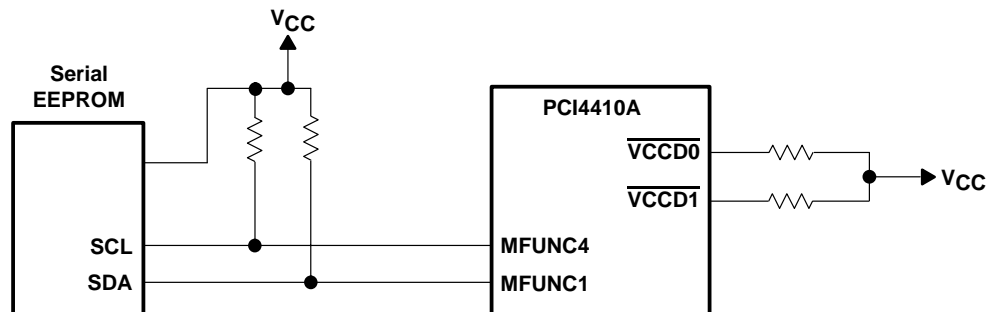 VCC
Serial
EEPROM
PCI4410A
VCCD0
VCCD1
VCC
SCL
MFUNC4
SDA
MFUNC1